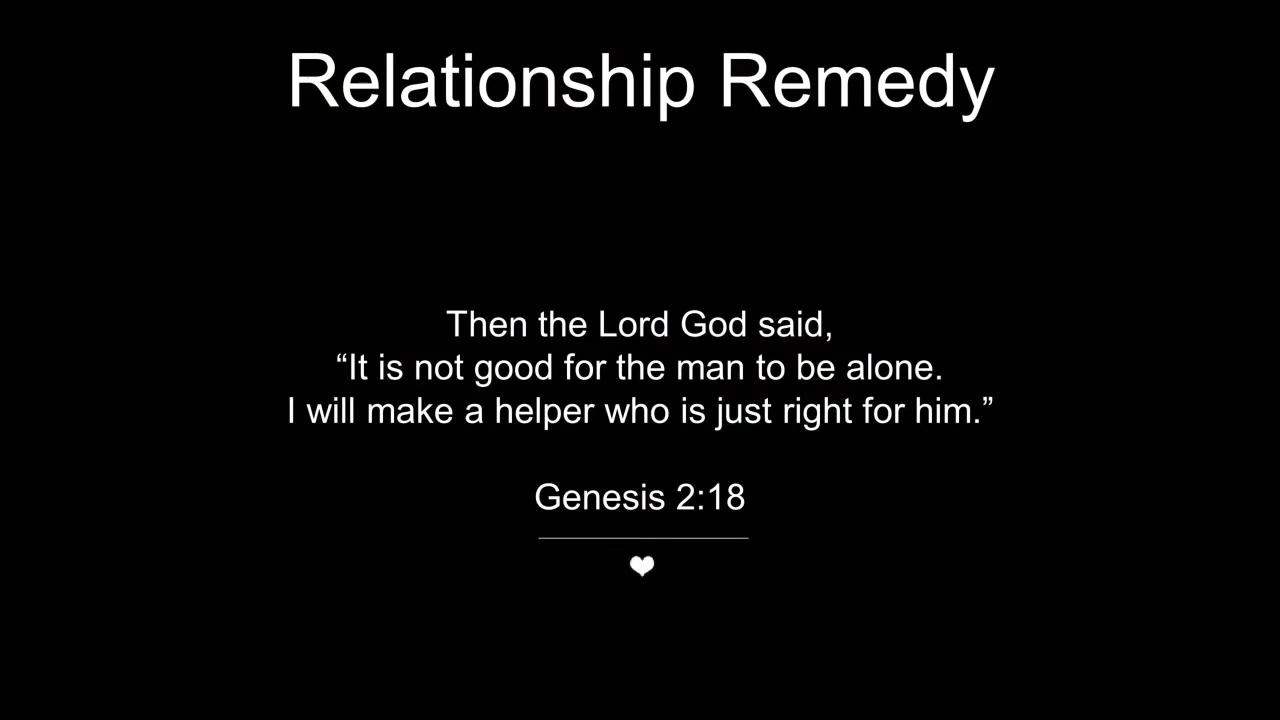 Relationship Remedy
Then the Lord God said,
“It is not good for the man to be alone.
I will make a helper who is just right for him.”
Genesis 2:18